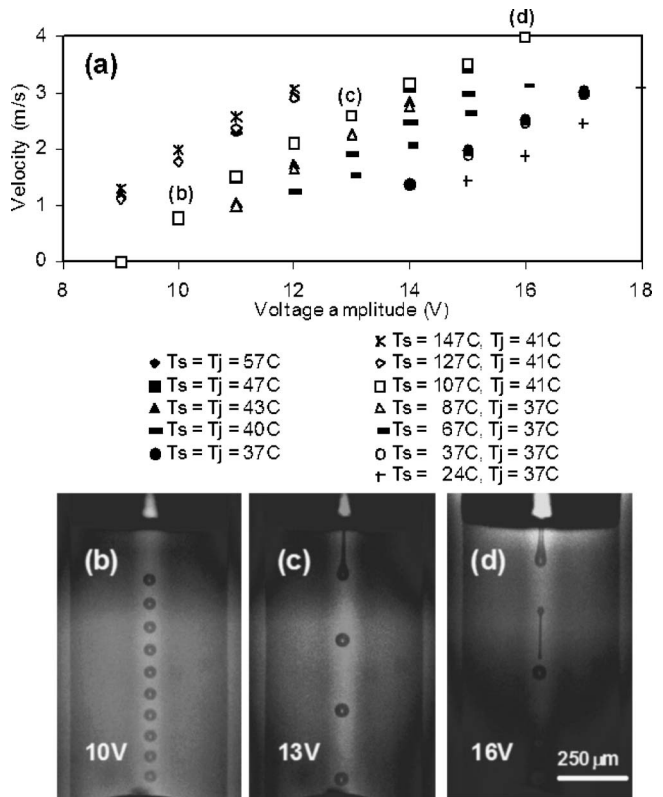 4
3
2
1
0
Velocity (m/s)
(a)
(b)
(c)
(d)
8 10 12 14 16 18
Voltage amplitude (V)
Ts = Tj = 57C
Ts = Tj = 47C
Ts = Tj = 43C
Ts = Tj = 40C
Ts = Tj = 37C
Ts = 147C, Tj = 41C
Ts = 127C, Tj = 41C
Ts = 107C, Tj = 41C
Ts = 87C, Tj = 37C
Ts = 67C, Tj = 37C
Ts = 37C, Tj = 37C
Ts = 24C, Tj = 37C
(b)
10V
(c)
13V
(d)
16V
250 μm